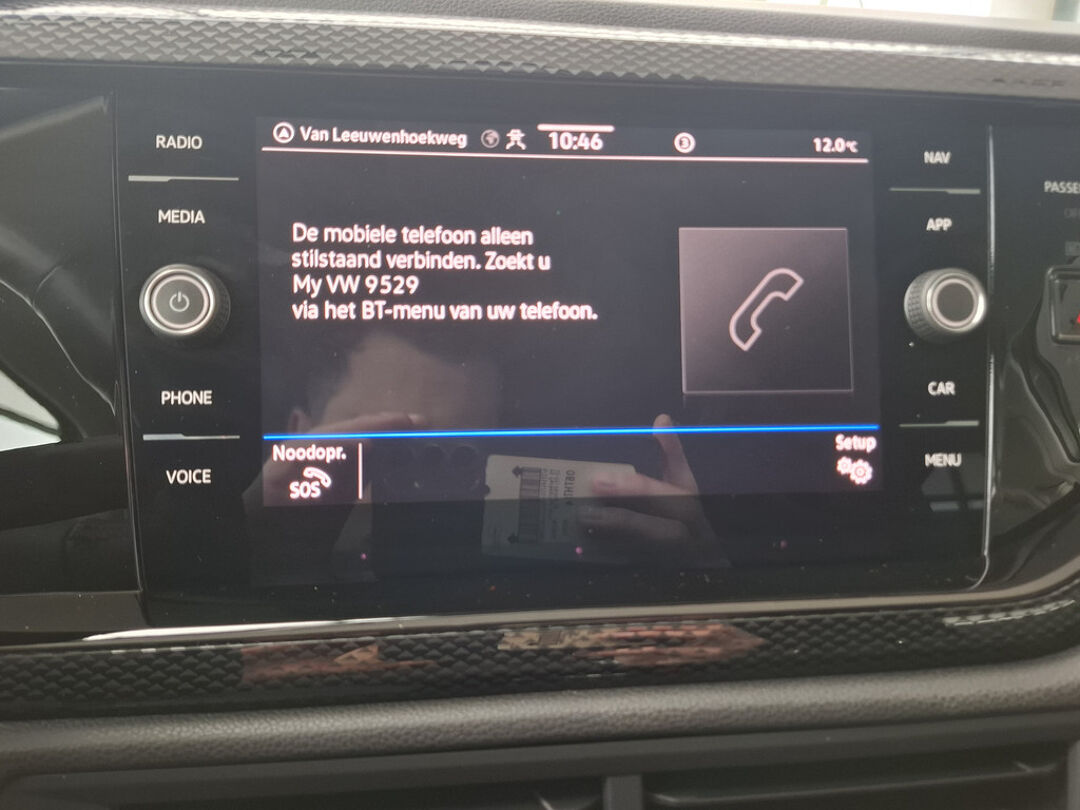 RADIO
MEDIA
PHONE
VOICE
Van Leeuwenhoekweg
10:46
3
12.0°C
De mobiele telefoon alleen
stilstaand verbinden. Zoekt u
My VW 9529
via het BT-menu van uw telefoon.
Noodopr.
SOS
Setup
NAV
APP
CAR
MENU